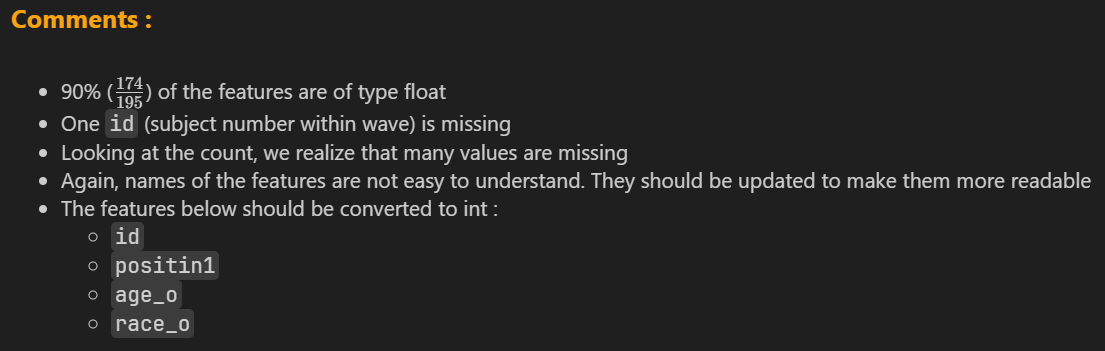 Comments :
90% (174/195) of the features are of type float
One id (subject number within wave) is missing
Looking at the count, we realize that many values are missing
Again, names of the features are not easy to understand. They should be updated to make them more readable
The features below should be converted to int :
id
positin1
age_o
race_o